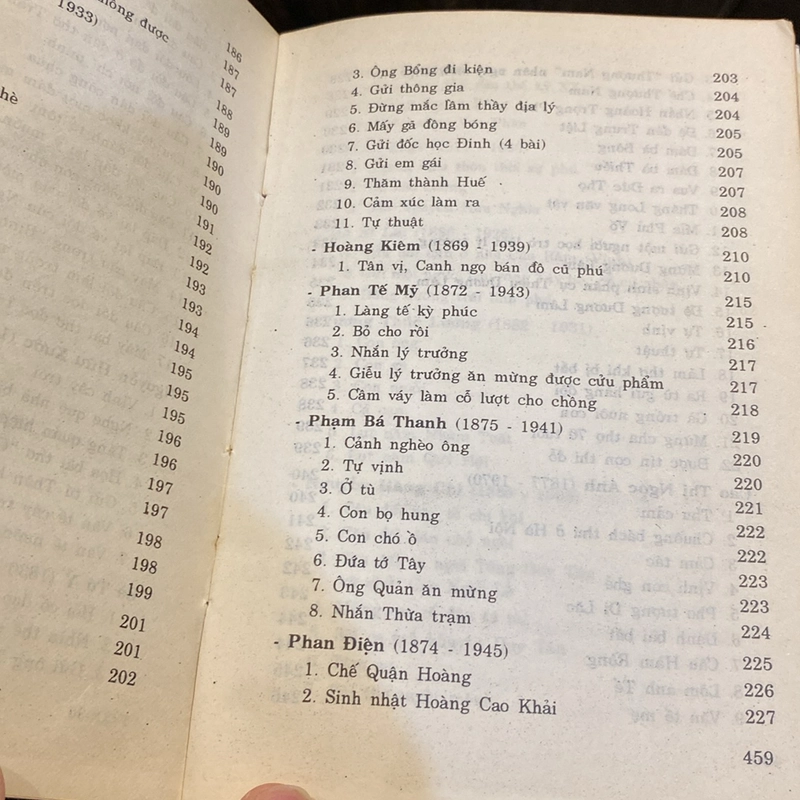 ông được
1933)
186
187
187
hè
188
189
189
190
190
190
191
192
192
193
193
194
194
195
195
195
196
196
197
197
198
198
199
201
201
202
3. Ông Bổng đi kiện 203
4. Gửi thông gia 204
5. Đừng mắc lầm thầy địa lý 204
6. Mấy gã đồng bóng 205
7. Gửi đốc học Đinh (4 bài) 205
8. Gửi em gái 207
9. Thăm thành Huế 207
10. Cảm xúc làm ra 208
11. Tự thuật 208
- Hoàng Kiêm (1869 - 1939) 210
1. Tân vị, Canh ngọ bán đồ cũ phú 210
- Phan Tế Mỹ (1872 - 1943) 215
1. Làng tế kỳ phúc 215
2. Bỏ cho rồi 216
3. Nhắn lý trưởng 217
4. Giễu lý trưởng ăn mừng được cửu phẩm 217
5. Cầm váy làm cỗ lượt cho chồng 218
- Phạm Bá Thanh (1875 - 1941) 219
1. Cảnh nghèo ông 220
2. Tự vịnh 220
3. Ở tù 221
4. Con bọ hung 222
5. Con chó ồ 222
6. Đứa tớ Tây 223
7. Ông Quản ăn mừng 223
8. Nhắn Thừa trạm 224
- Phan Điện (1874 - 1945) 225
1. Chế Quận Hoàng 226
2. Sinh nhật Hoàng Cao Khải 227
459